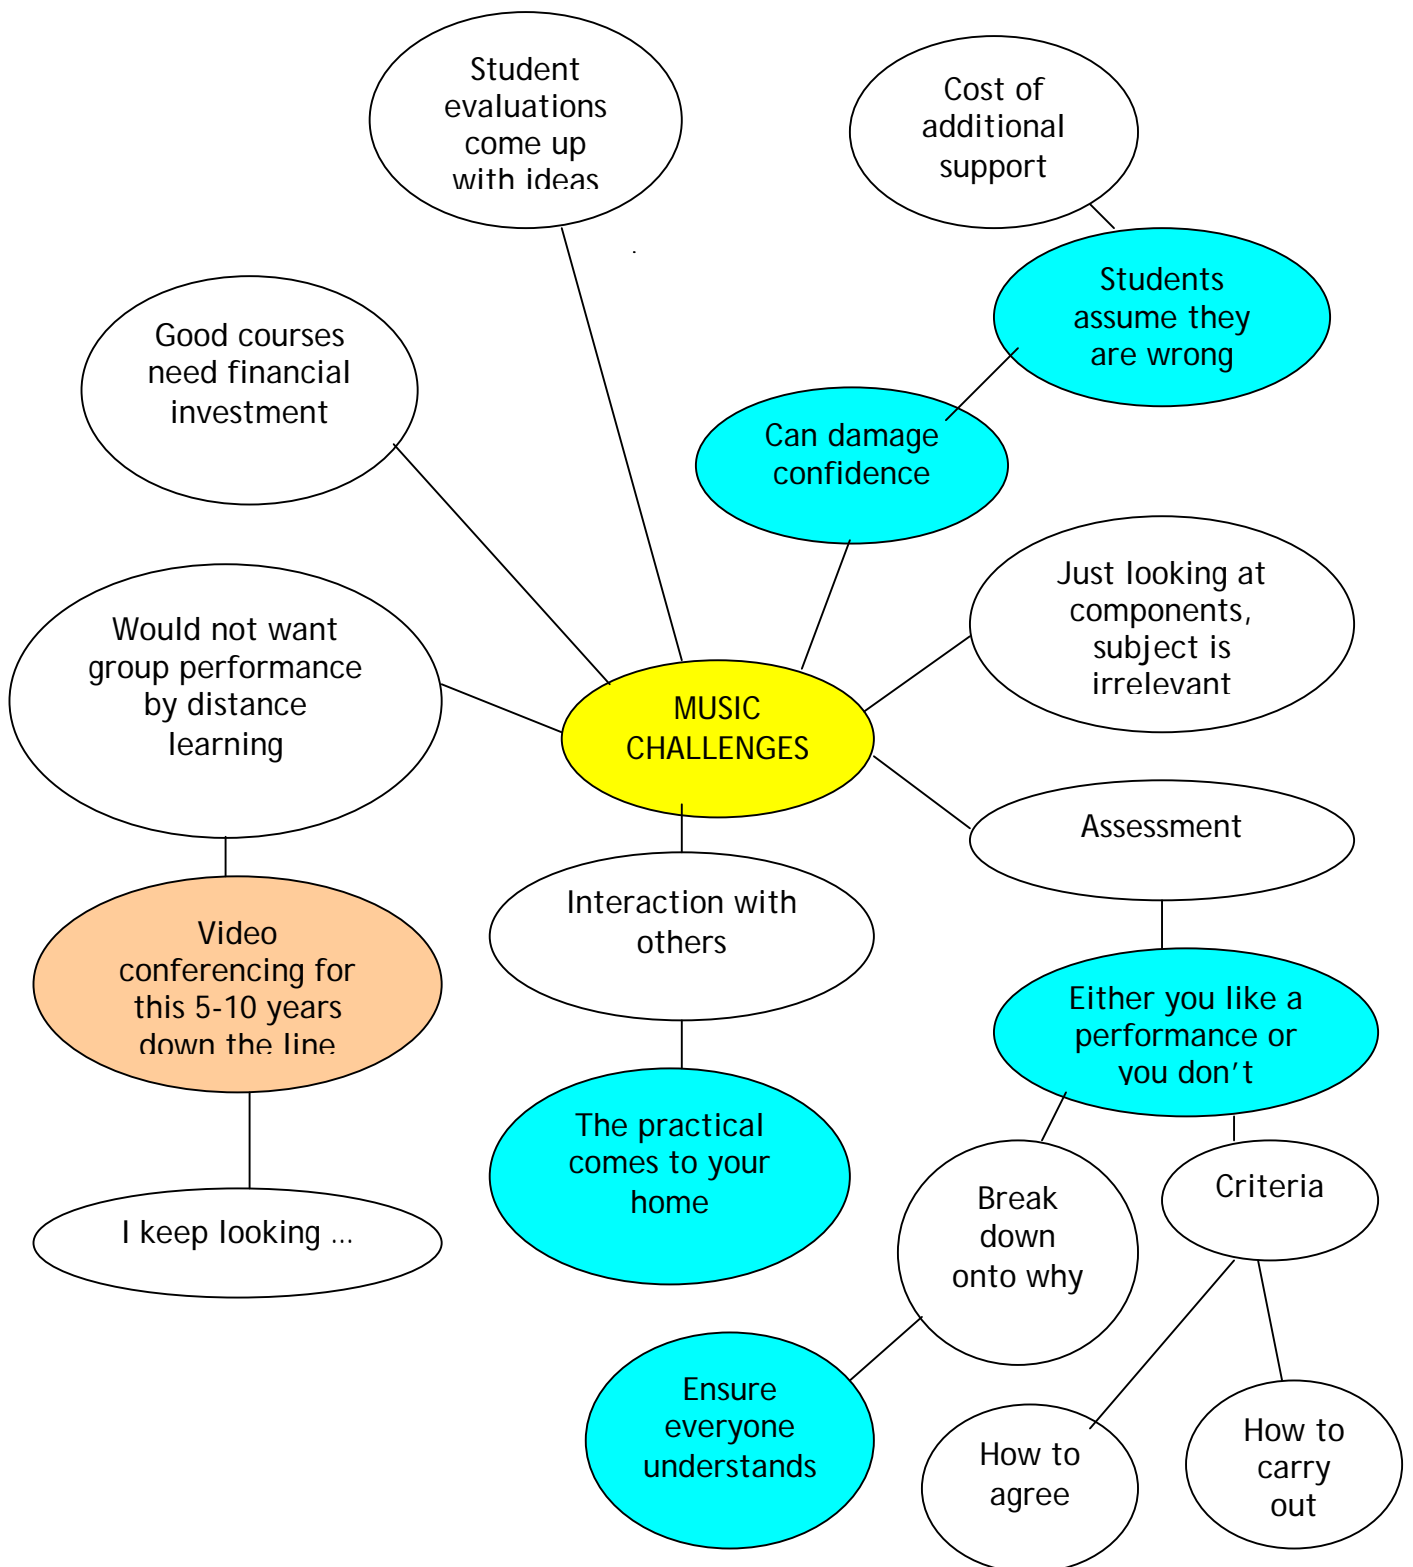 Student
evaluations
come up
with ideas
Cost of
additional
support
Students
assume they
are wrong
Good courses
need financial
investment
Can damage
confidence
Just looking at
components,
subject is
irrelevant
Would not want
group performance
by distance
learning
MUSIC
CHALLENGES
Assessment
Interaction with
others
Video
conferencing for
this 5-10 years
down the line
Either you like a
performance or
you don’t
The practical
comes to your
home
Break
down
onto why
Criteria
I keep looking …
Ensure
everyone
understands
How to
agree
How to
carry
out